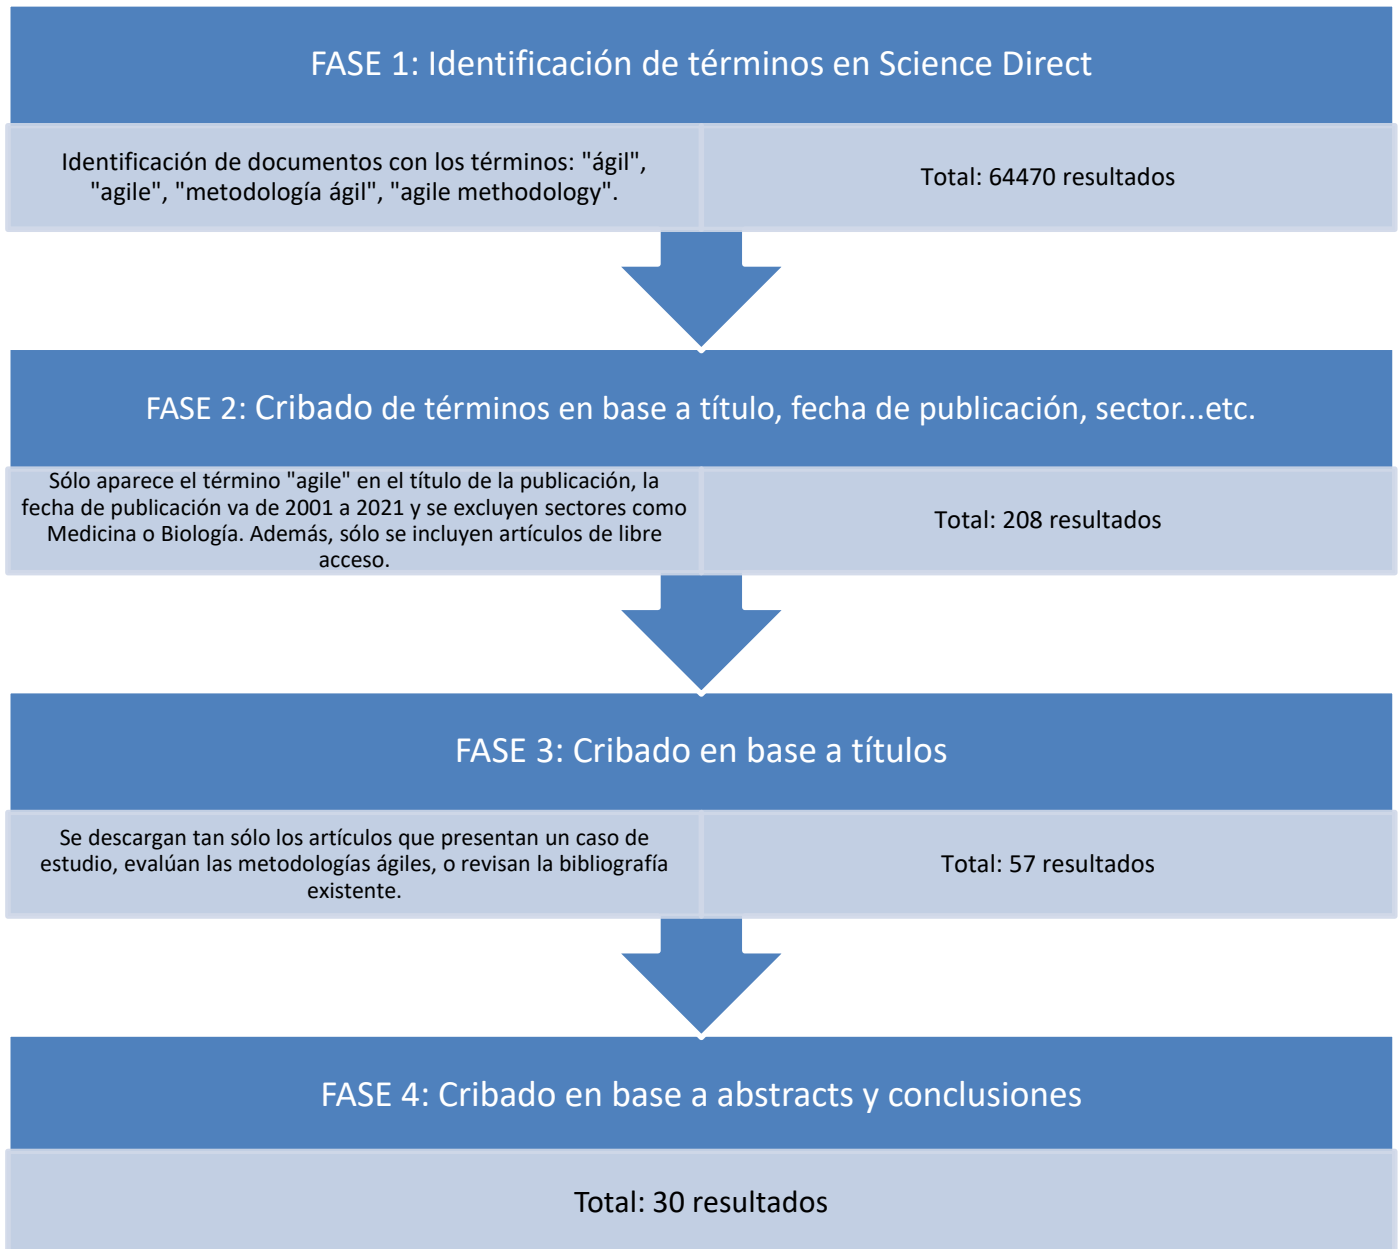 FASE 1: Identificación de términos en Science Direct
Identificación de documentos con los términos: "ágil",
"agile", "metodología ágil", "agile methodology".
Total: 64470 resultados
FASE 2: Cribado de términos en base a título, fecha de publicación, sector...etc.
Sólo aparece el término "agile" en el título de la publicación, la
fecha de publicación va de 2001 a 2021 y se excluyen sectores como
Medicina o Biología. Además, sólo se incluyen artículos de libre
acceso.
Total: 208 resultados
FASE 3: Cribado en base a títulos
Se descargan tan sólo los artículos que presentan un caso de
estudio, evalúan las metodologías ágiles, o revisan la bibliografía
existente.
Total: 57 resultados
FASE 4: Cribado en base a abstracts y conclusiones
Total: 30 resultados